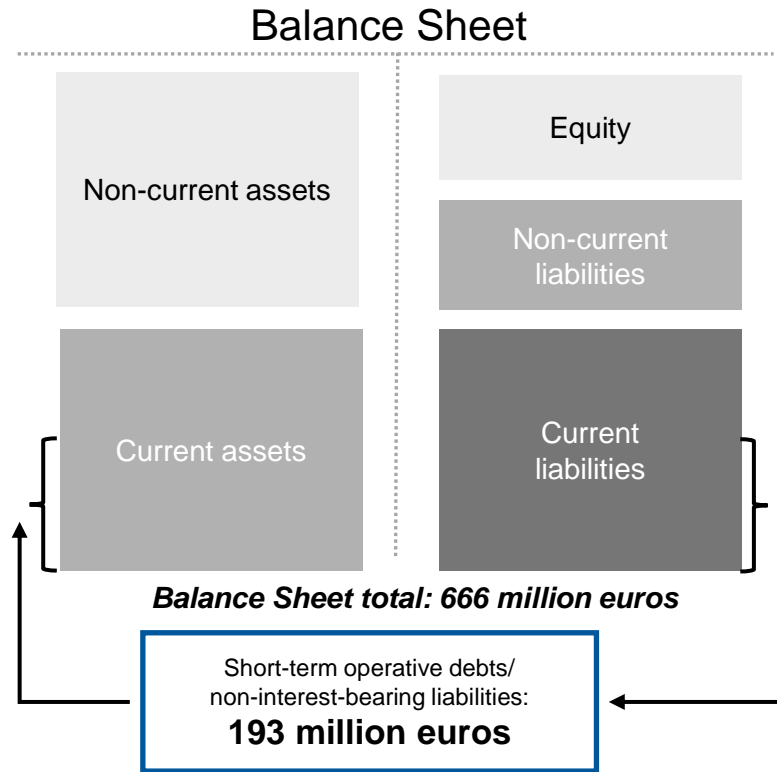 Balance Sheet
Non-current assets
Equity
Non-current
liabilities
Current assets
Current
liabilities
Balance Sheet total: 666 million euros
Short-term operative debts/
non-interest-bearing liabilities:
193 million euros